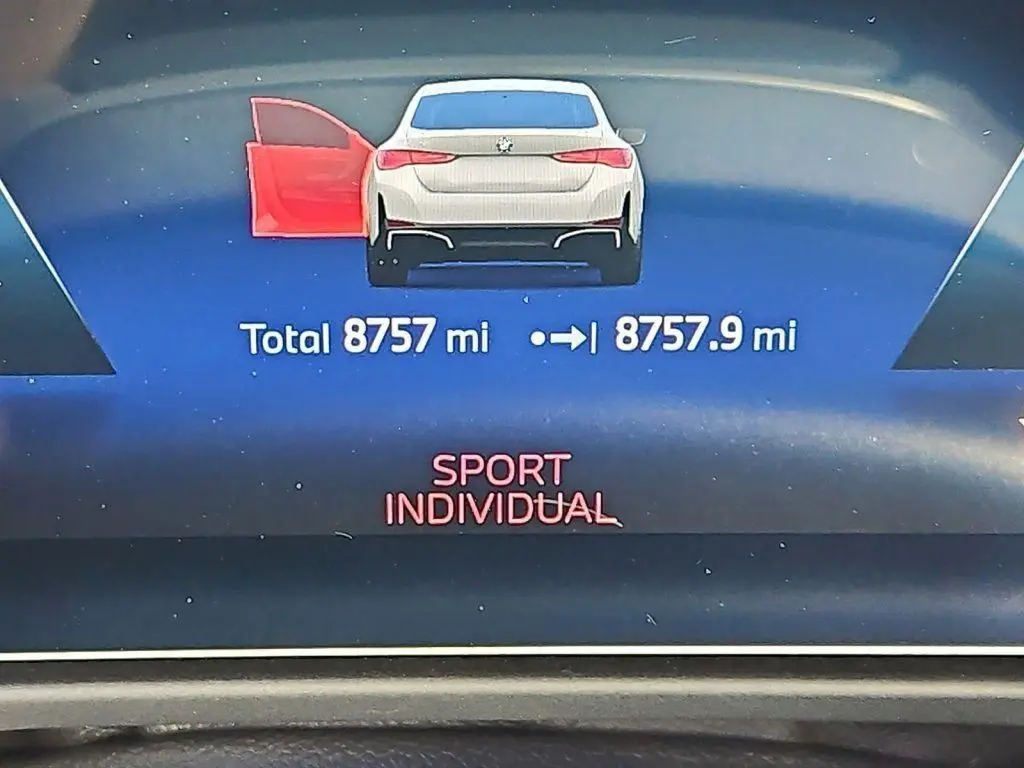 Total 8757 mi •→| 8757.9 mi
SPORT
INDIVIDUAL